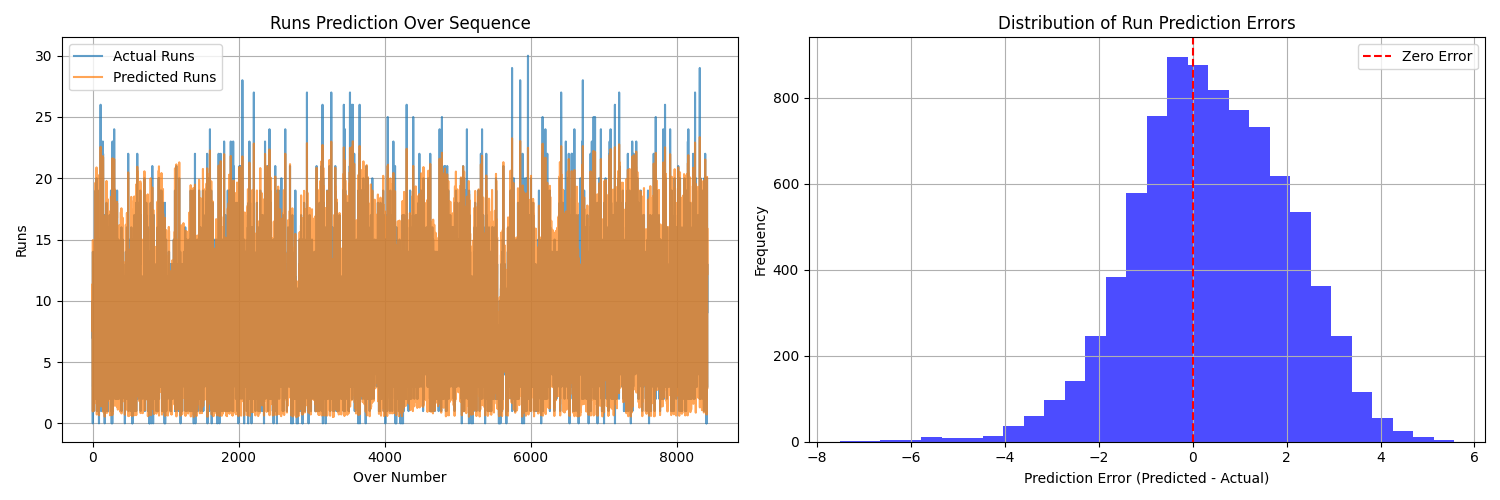 Runs Prediction Over Sequence
Actual Runs
Predicted Runs
30
25
20
15
10
5
0
Runs
0 2000 4000 6000 8000
Over Number
Distribution of Run Prediction Errors
Zero Error
800
600
400
200
0
Frequency
−8 −6 −4 −2 0 2 4 6
Prediction Error (Predicted - Actual)